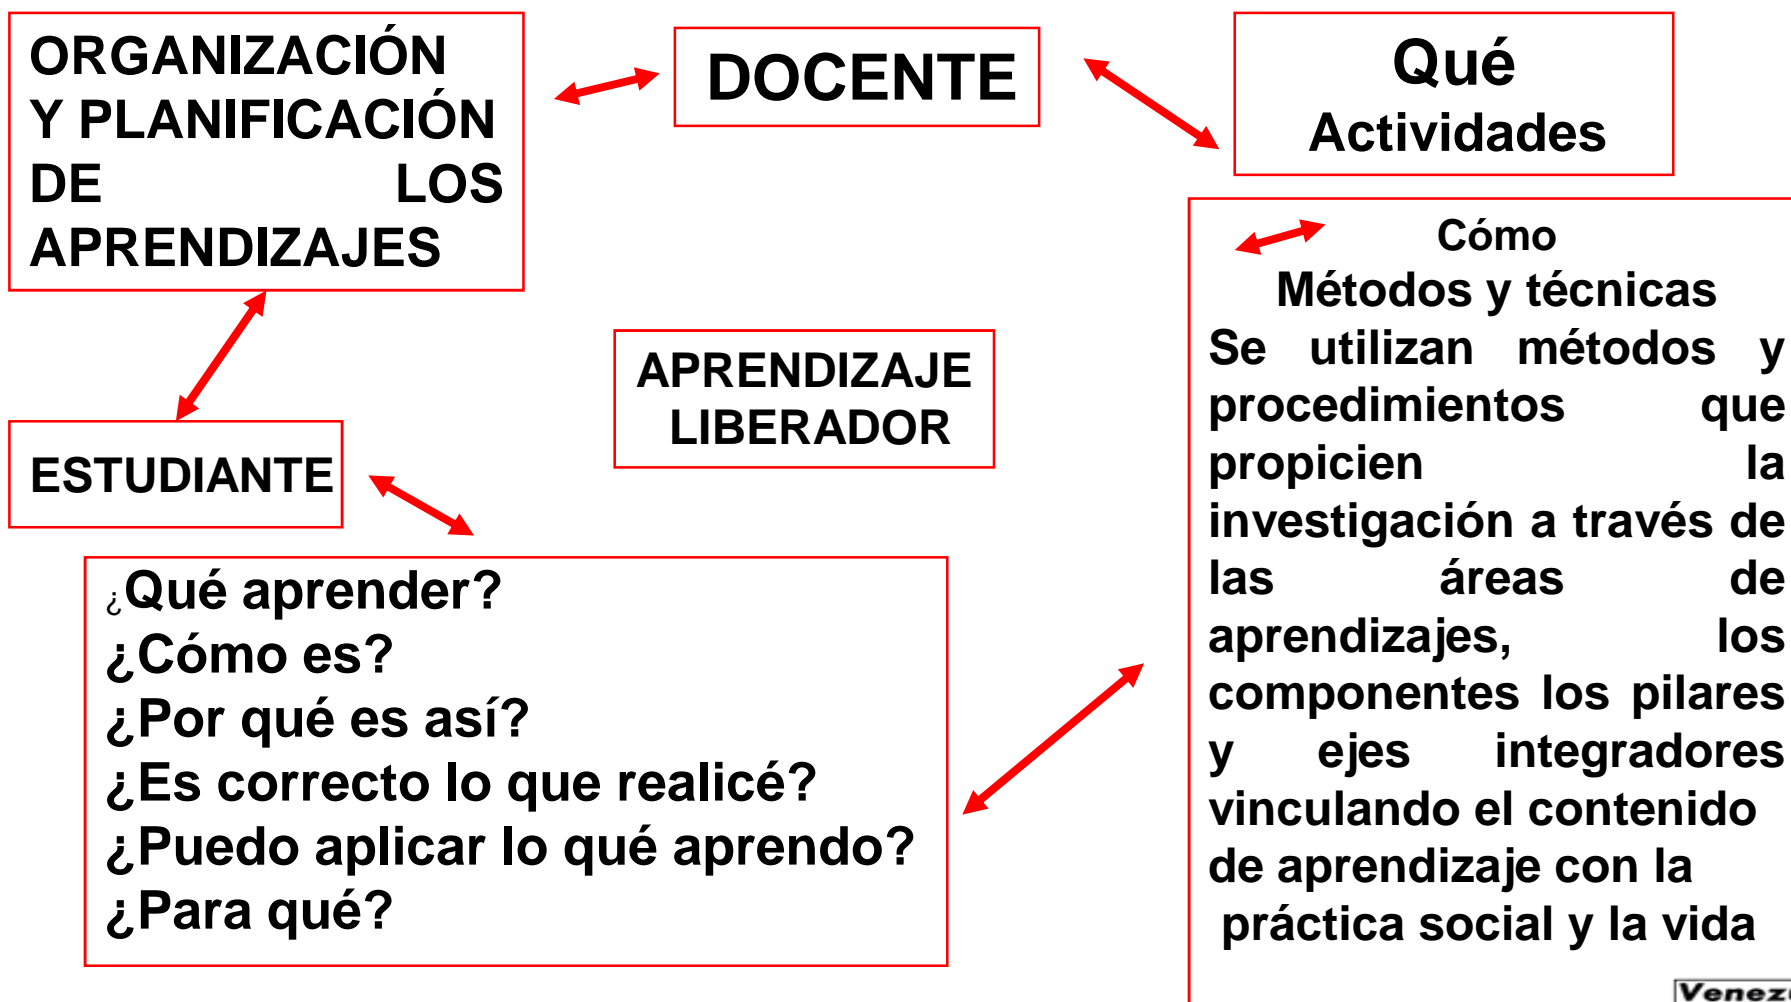 ORGANIZACIÓN
Y PLANIFICACIÓN
DE LOS
APRENDIZAJES
DOCENTE
Qué
Actividades
Cómo
Métodos y técnicas
Se utilizan métodos y
procedimientos que
propicien la
investigación a través de
las áreas de
aprendizajes, los
componentes los pilares
y ejes integradores
vinculando el contenido
de aprendizaje con la
práctica social y la vida
APRENDIZAJE
LIBERADOR
ESTUDIANTE
¿Qué aprender?
¿Cómo es?
¿Por qué es así?
¿Es correcto lo que realicé?
¿Puedo aplicar lo qué aprendo?
¿Para qué?